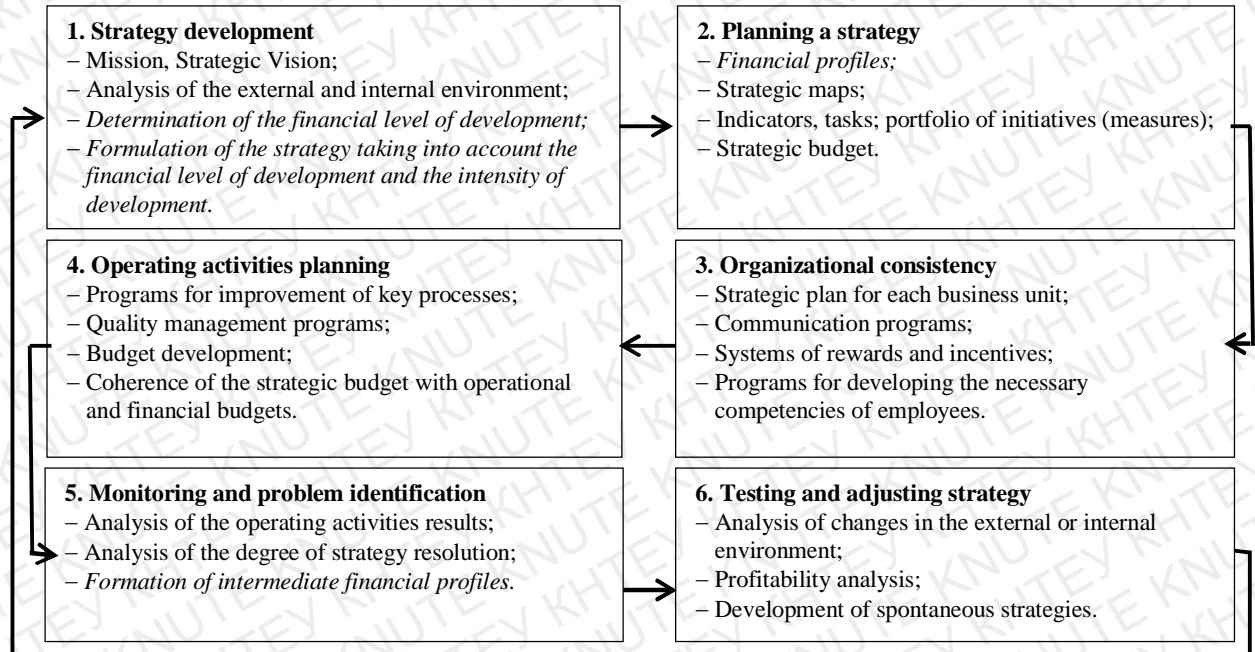 1. Strategy development
– Mission, Strategic Vision;
– Analysis of the external and internal environment;
– Determination of the financial level of development;
– Formulation of the strategy taking into account the
financial level of development and the intensity of
development.
2. Planning a strategy
– Financial profiles;
– Strategic maps;
– Indicators, tasks; portfolio of initiatives (measures);
– Strategic budget.
4. Operating activities planning
– Programs for improvement of key processes;
– Quality management programs;
– Budget development;
– Coherence of the strategic budget with operational
and financial budgets.
3. Organizational consistency
– Strategic plan for each business unit;
– Communication programs;
– Systems of rewards and incentives;
– Programs for developing the necessary
competencies of employees.
5. Monitoring and problem identification
– Analysis of the operating activities results;
– Analysis of the degree of strategy resolution;
– Formation of intermediate financial profiles.
6. Testing and adjusting strategy
– Analysis of changes in the external or internal
environment;
– Profitability analysis;
– Development of spontaneous strategies.